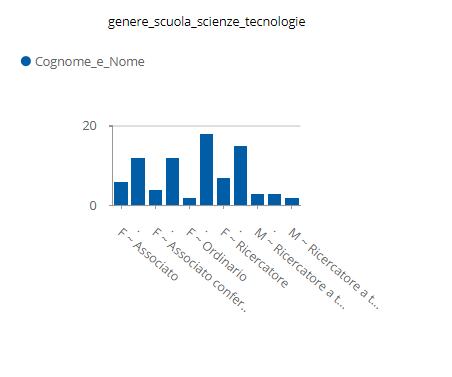 genere_scuola_scienze_tecnologie
Cognome_e_Nome
20
0
F ~ Associato
.
F ~ Associato confer..
.
F ~ Ordinario
.
F ~ Ricercatore
.
M ~ Ricercatore a t...
.
M ~ Ricercatore a t...